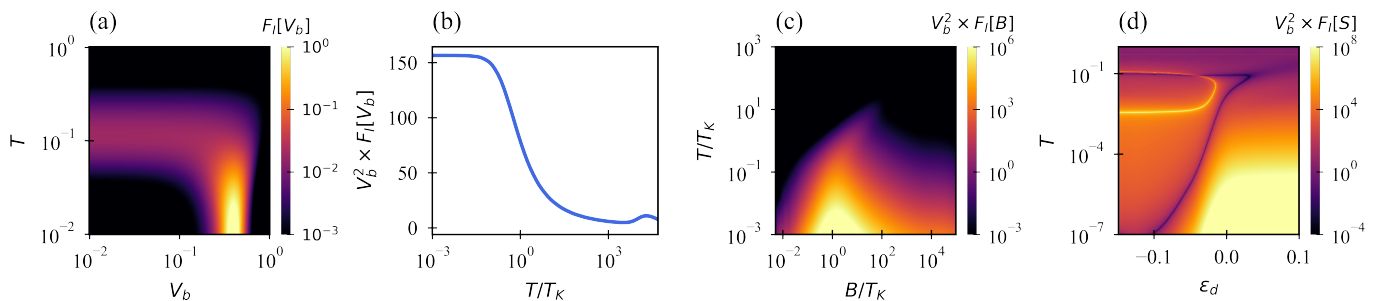 (a)
F_I[V_b]
10^0
10^-1
10^-2
T
10^-2
10^-1
10^0
V_b
10^0
10^-1
10^-2
10^-3
(b)
V_b^2 × F_I[V_b]
150
100
50
0
10^-3
10^0
10^3
T/T_K
(c)
V_b^2 × F_I[B]
T/T_K
10^3
10^1
10^-1
10^-3
10^-2
10^0
10^2
10^4
B/T_K
10^6
10^3
10^0
10^-3
(d)
V_b^2 × F_I[S]
T
10^-1
10^-4
10^-7
−0.1
0.0
0.1
ε_d
10^8
10^4
10^0
10^-4